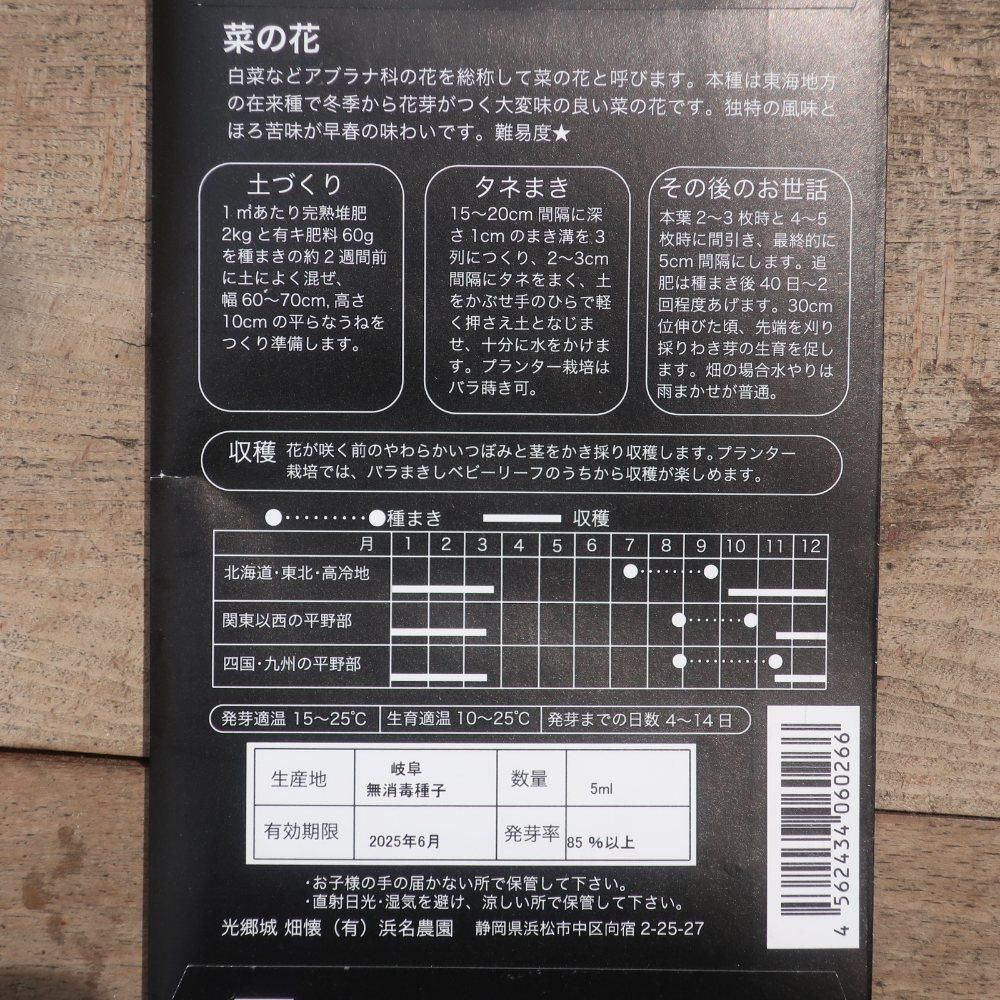 菜の花
白菜などアブラナ科の花を総称して菜の花と呼びます。本種は東海地方
の在来種で冬季から花芽がつく大変味の良い菜の花です。独特の風味と
ほろ苦味が早春の味わいです。難易度★
土づくり
1㎡あたり完熟堆肥
2kgと有キ肥料60g
を種まきの約2週間前
に土によく混ぜ、
幅60〜70cm,高さ
10cmの平らなうねを
つくり準備します。
タネまき
15〜20cm間隔に深
さ1cmのまき溝を3
列につくり、2〜3cm
間隔にタネをまく、土
をかぶせ手のひらで軽
く押さえ土となじま
せ、十分に水をかけま
す。プランター栽培は
バラ蒔き可。
その後のお世話
本葉2〜3枚時と4〜5
枚時に間引き、最終的に
5cm間隔にします。追
肥は種まき後40日〜2
回程度あげます。30cm
位伸びた頃、先端を刈り
採りわき芽の生育を促し
ます。畑の場合水やりは
雨まかせが普通。
収穫 花が咲く前のやわらかいつぼみと茎をかき採り収穫します。プランター
栽培では、バラまきしベビーリーフのうちから収穫が楽しめます。
種まき 収穫
月 1 2 3 4 5 6 7 8 9 10 11 12
北海道・東北・高冷地
関東以西の平野部
四国・九州の平野部
発芽適温 15〜25℃ 生育適温 10〜25℃ 発芽までの日数 4〜14日
生産地 岐阜 無消毒種子 数量 5ml
有効期限 2025年6月 発芽率 85 %以上
・お子様の手の届かない所で保管して下さい。
・直射日光・湿気を避け、涼しい所で保管して下さい。
光郷城 畑懐（有）浜名農園 静岡県浜松市中区向宿2-25-27
4 562434 060266